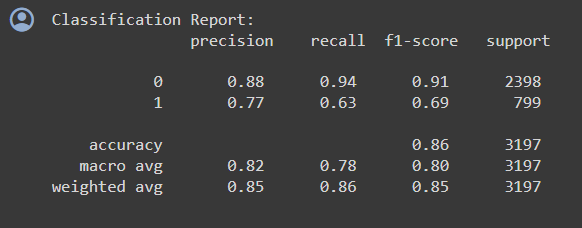 Classification Report:
precision recall f1-score support
0 0.88 0.94 0.91 2398
1 0.77 0.63 0.69 799
accuracy 0.86 3197
macro avg 0.82 0.78 0.80 3197
weighted avg 0.85 0.86 0.85 3197